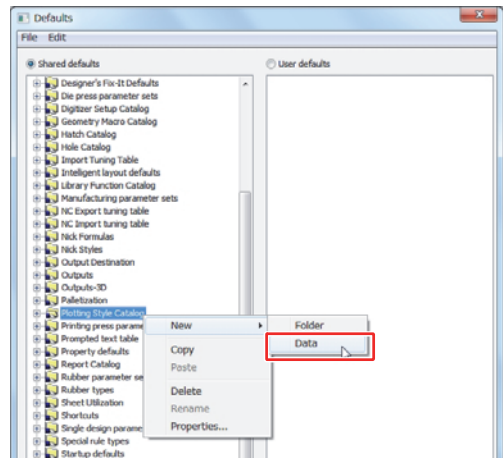 Defaults
File Edit
Shared defaults
User defaults
Designer's Fix-It Defaults
Die press parameter sets
Digitizer Setup Catalog
Geometry Macro Catalog
Hatch Catalog
Hole Catalog
Import Tuning Table
Intelligent layout defaults
Library Function Catalog
Manufacturing parameter sets
NC Export tuning table
NC Import tuning table
Nick Formulas
Nick Styles
Output Destination
Outputs
Outputs-3D
Palletization
Plotting Style Catalog
Printing press parame
Prompted text table
Property defaults
Report Catalog
Rubber parameter se
Rubber types
Sheet Utilization
Shortcuts
Single design parame
Special rule types
Startup defaults
New
Copy
Paste
Delete
Rename
Properties...
Folder
Data